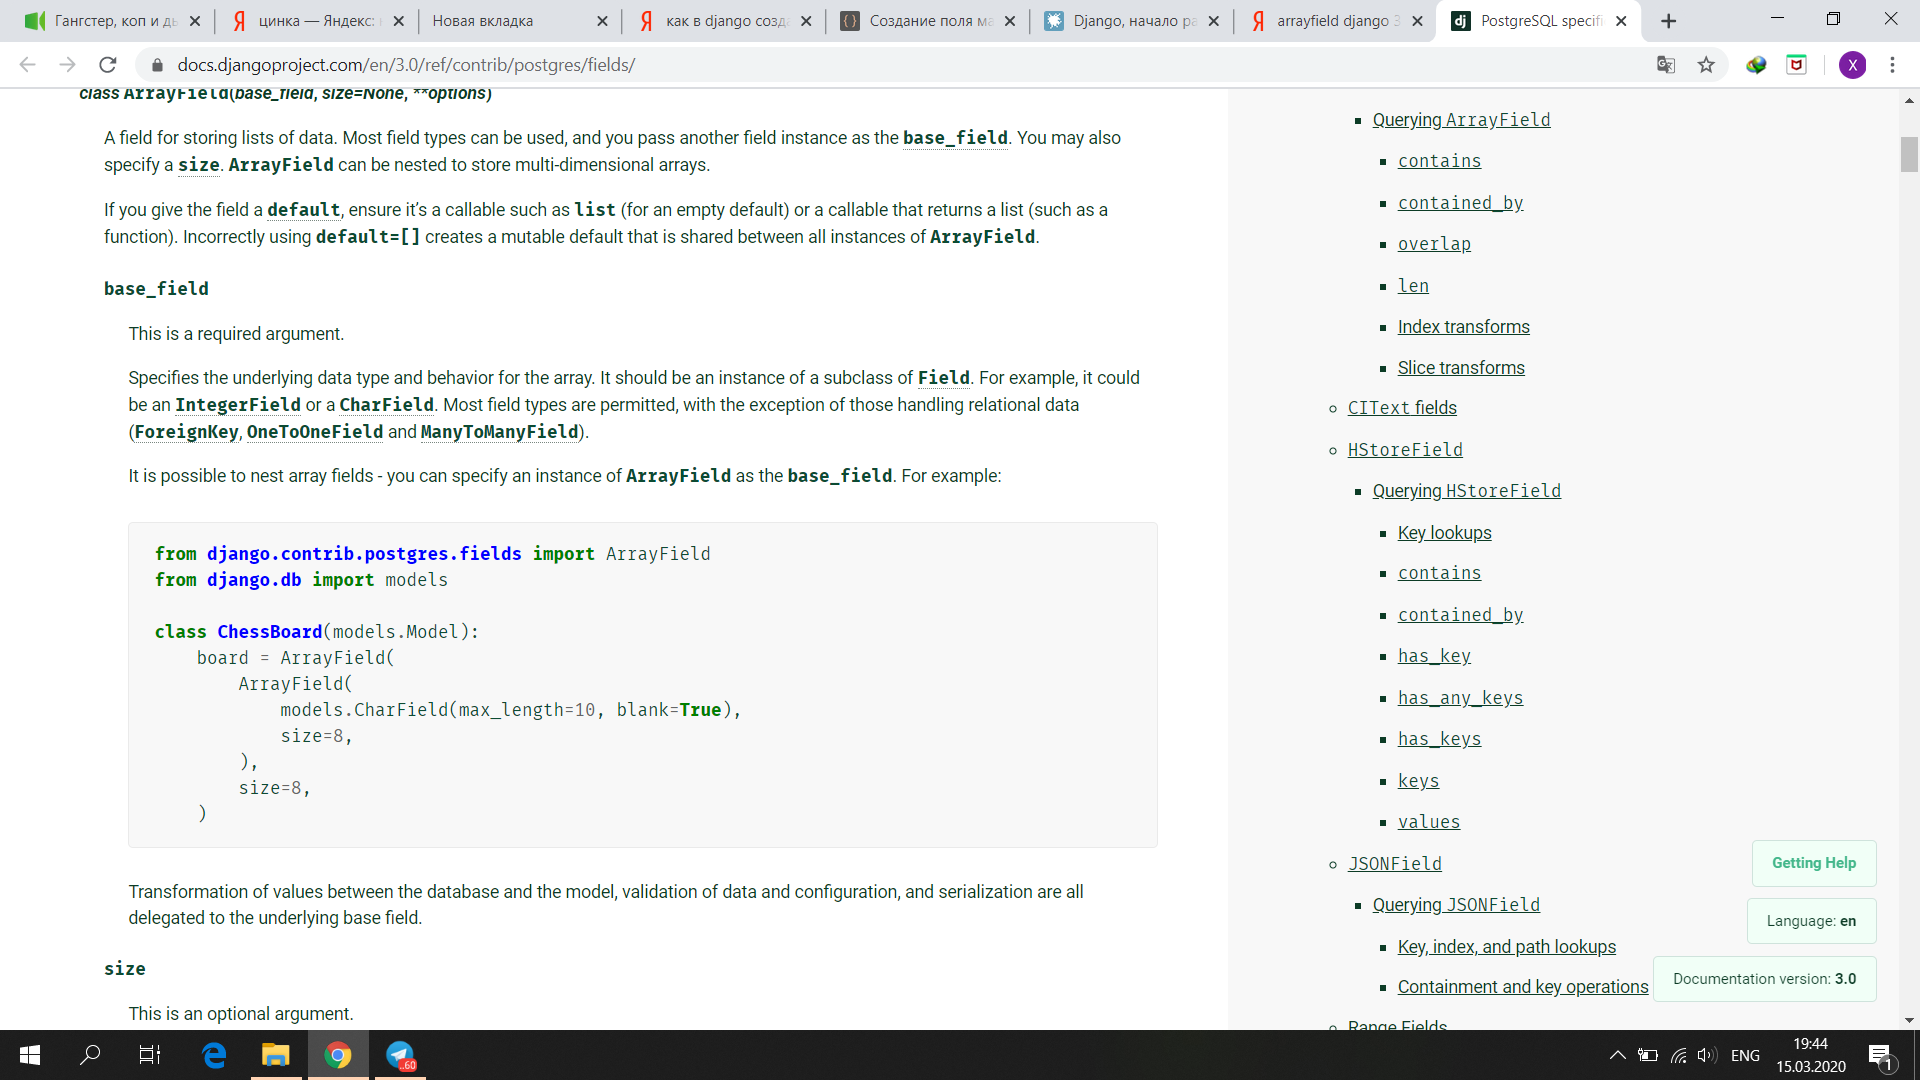 Гангстер, коп и дь
цинка — Яндекс:
Новая вкладка
как в django созд
Создание поля ма
Django, начало ра
arrayfield django 3
PostgreSQL specifi
docs.djangoproject.com/en/3.0/ref/contrib/postgres/fields/
X
class ArrayField(base_field, size=None, **options)
A field for storing lists of data. Most field types can be used, and you pass another field instance as the base_field. You may also
specify a size. ArrayField can be nested to store multi-dimensional arrays.
If you give the field a default, ensure it’s a callable such as list (for an empty default) or a callable that returns a list (such as a
function). Incorrectly using default=[] creates a mutable default that is shared between all instances of ArrayField.
base_field
This is a required argument.
Specifies the underlying data type and behavior for the array. It should be an instance of a subclass of Field. For example, it could
be an IntegerField or a CharField. Most field types are permitted, with the exception of those handling relational data
(ForeignKey, OneToOneField and ManyToManyField).
It is possible to nest array fields - you can specify an instance of ArrayField as the base_field. For example:
from django.contrib.postgres.fields import ArrayField
from django.db import models
class ChessBoard(models.Model):
board = ArrayField(
ArrayField(
models.CharField(max_length=10, blank=True),
size=8,
),
size=8,
)
Transformation of values between the database and the model, validation of data and configuration, and serialization are all
delegated to the underlying base field.
size
This is an optional argument.
Querying ArrayField
contains
contained_by
overlap
len
Index transforms
Slice transforms
CIText fields
HStoreField
Querying HStoreField
Key lookups
contains
contained_by
has_key
has_any_keys
has_keys
keys
values
JSONField
Querying JSONField
Key, index, and path lookups
Containment and key operations
Range Fields
Getting Help
Language: en
Documentation version: 3.0
..60
ENG
19:44
15.03.2020
1